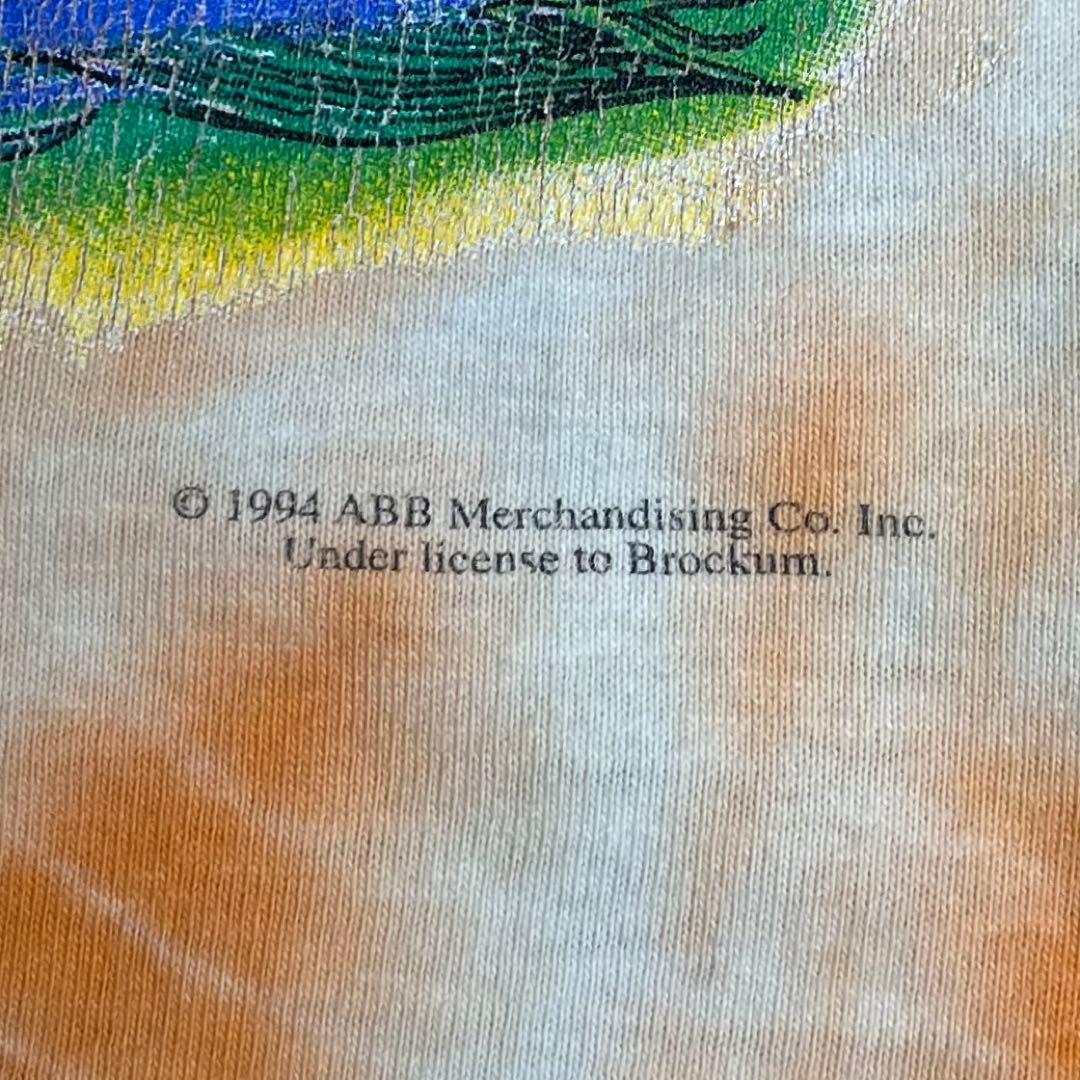 © 1994 ABB Merchandising Co. Inc.
Under license to Brockum.